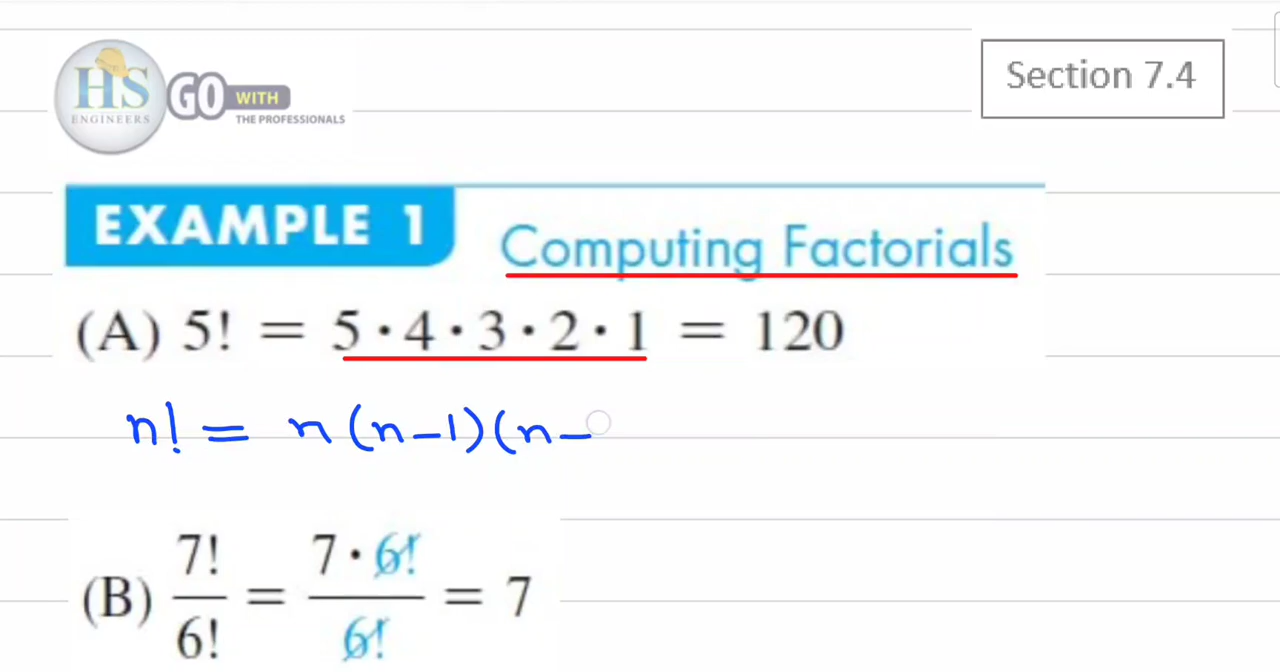 HS
ENGINEERS
GO WITH
THE PROFESSIONALS
Section 7.4
EXAMPLE 1 Computing Factorials
(A) 5! = 5 · 4 · 3 · 2 · 1 = 120
n! = n(n-1)(n-
(B) 7!/6! = 7 · 6!/6! = 7